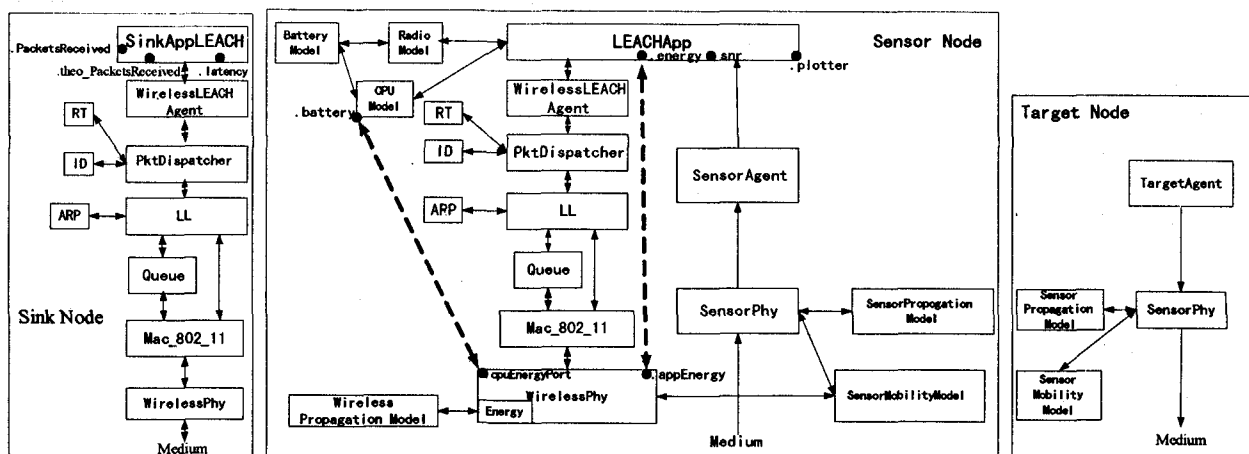 SinkAppLEACH
.PacketsReceived
.theo_PacketsReceived
.latency
WirelessLEACH
Agent
RT
ID
PktDispatcher
ARP
LL
Queue
Sink Node
Mac_802_11
WirelessPhy
Medium
Sensor Node
Battery
Model
Radio
Model
LEACHApp
.energy
snr
.plotter
CPU
Model
.battery
WirelessLEACH
Agent
RT
ID
PktDispatcher
ARP
LL
Queue
Mac_802_11
SensorAgent
SensorPhy
SensorPropogation
Model
cpuEnergyPort
.appEnergy
WirelessPhy
Energy
Wireless
Propagation Model
SensorMobilityModel
Medium
Target Node
TargetAgent
Sensor
Propagation
Model
SensorPhy
Sensor
Mobility
Model
Medium